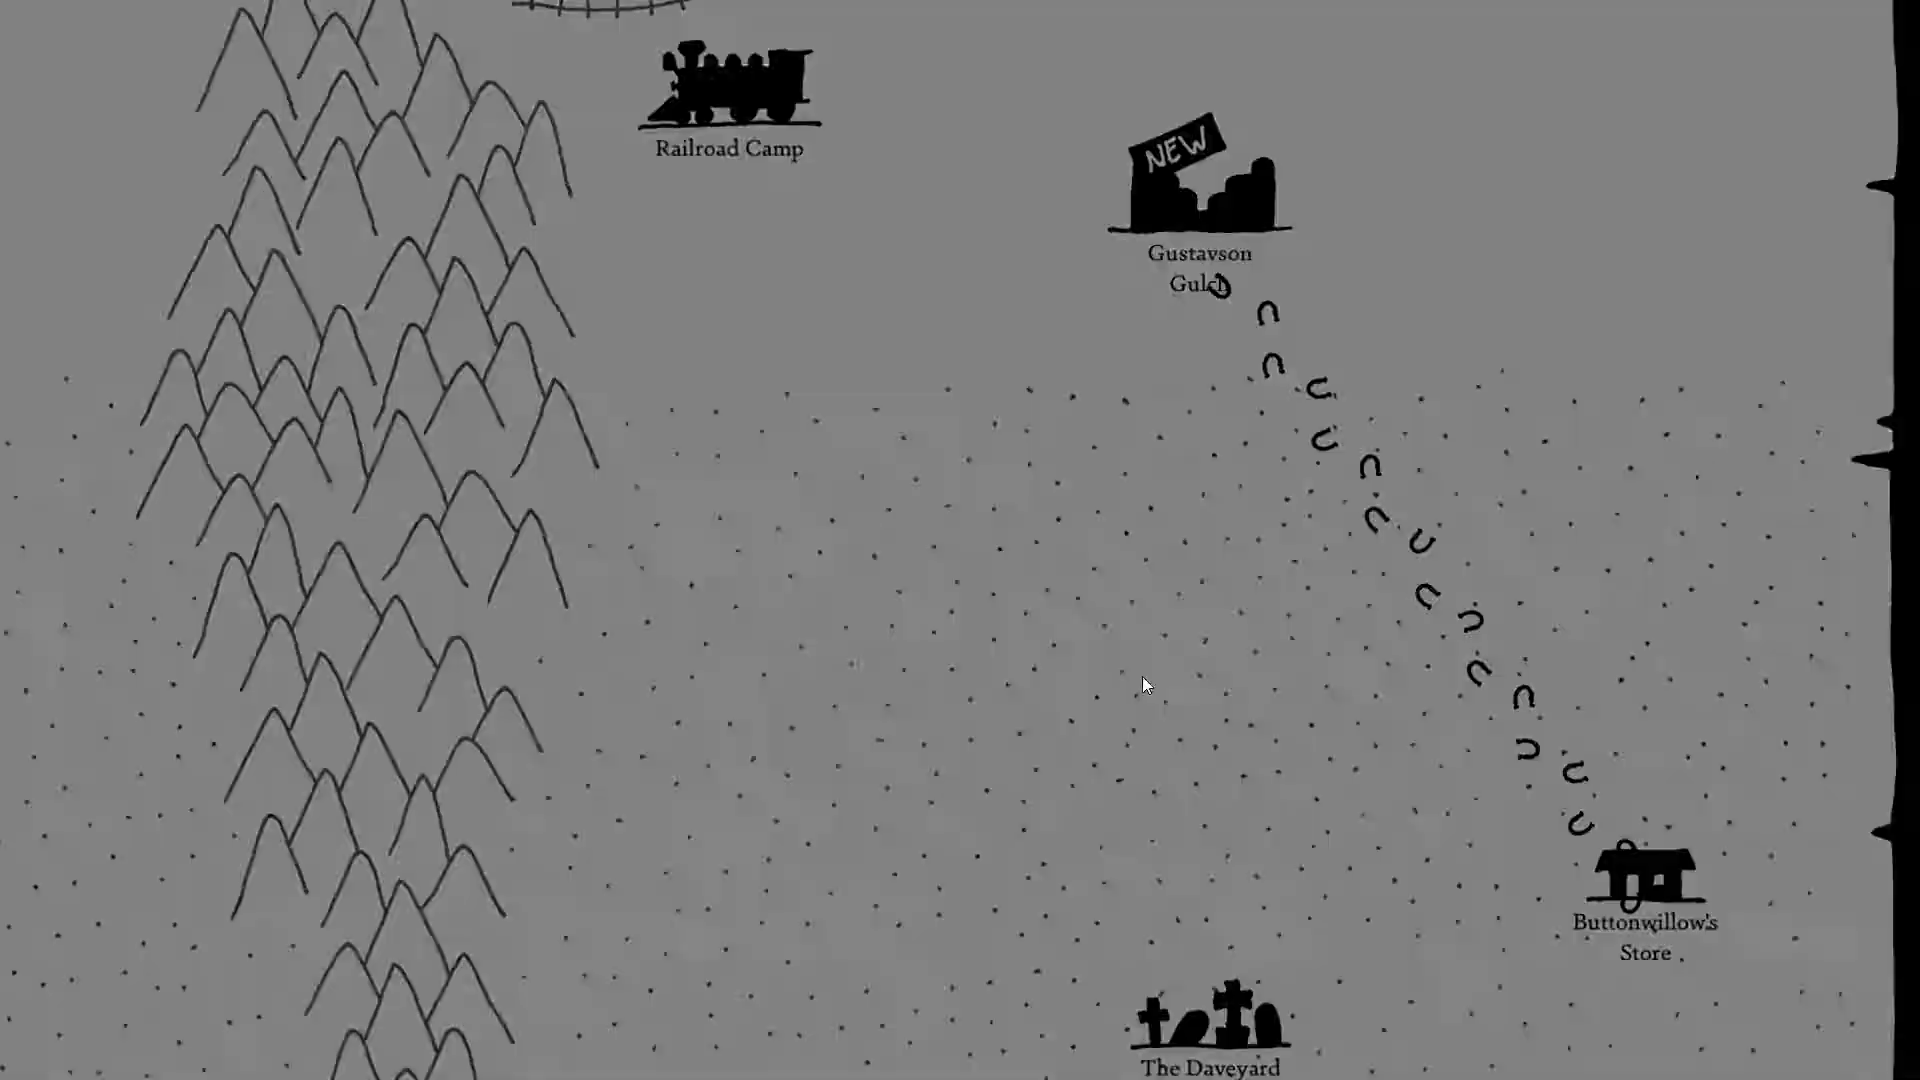 Railroad Camp
NEW
Gustavson
Gulch
Buttonwillow's
Store
The Daveyard